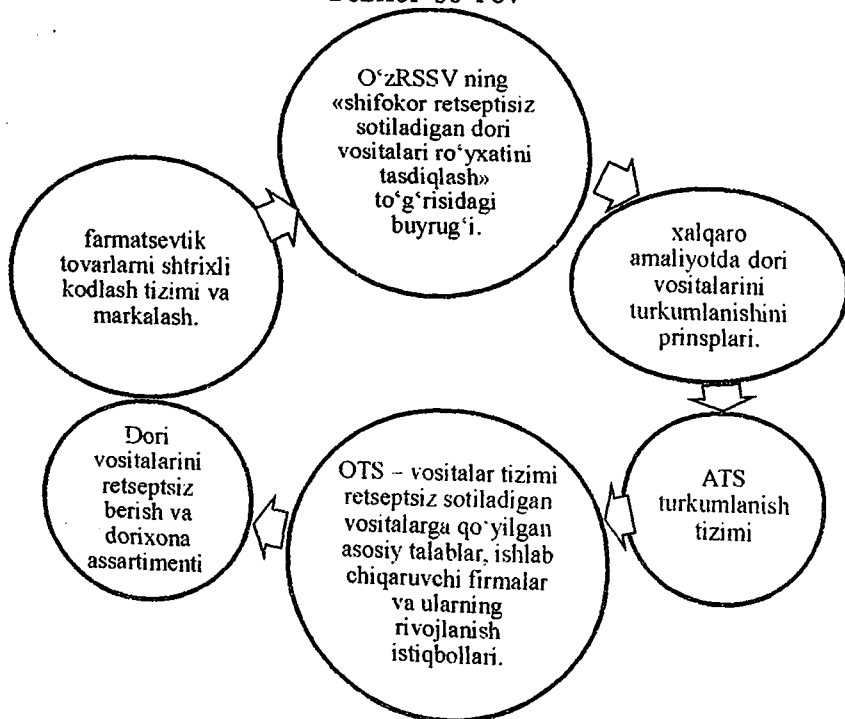 O‘zRSSV ning
«shifokor retseptisiz
sotiladigan dori
vositalari ro‘yxatini
tasdiqlash»
to‘g‘risidagi
buyrug‘i.
xalqaro
amaliyotda dori
vositalarini
turkumlanishini
prinsplari.
ATS
turkumlanish
tizimi
OTS – vositalar tizimi
retseptsiz sotiladigan
vositalarga qo‘yilgan
asosiy talablar, ishlab
chiqaruvchi firmalar
va ularning
rivojlanish
istiqbollari.
Dori
vositalarini
retseptsiz
berish va
dorixona
assartimenti
farmatsevtik
tovarlarni shtrixli
kodlash tizimi va
markalash.